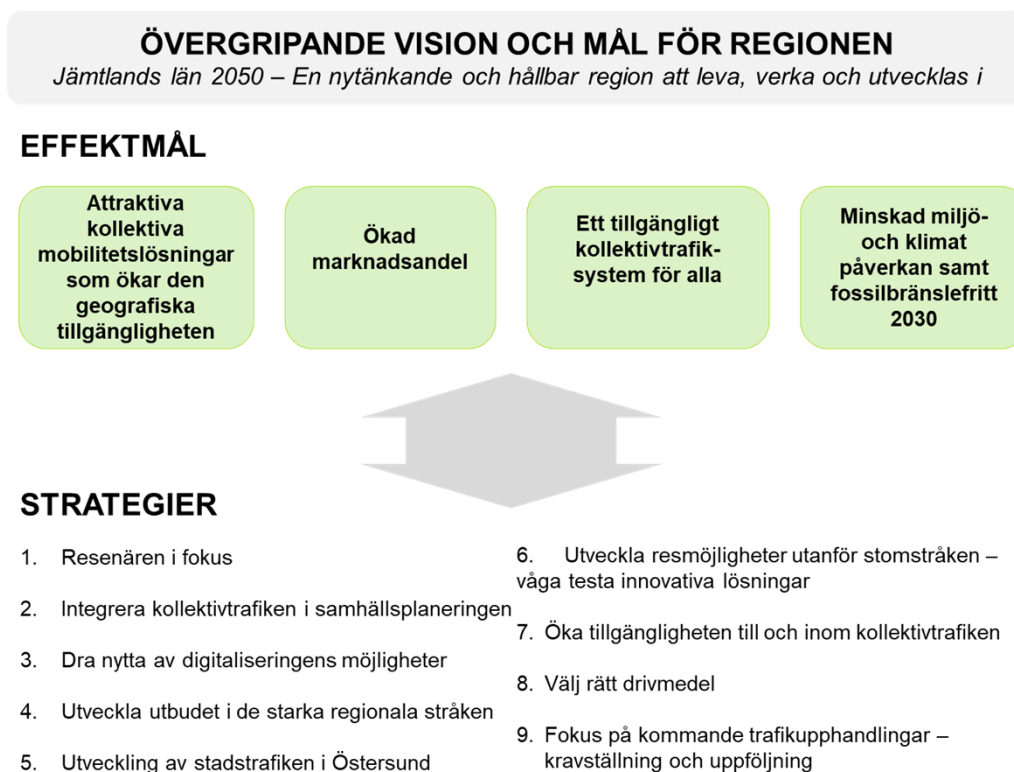 ÖVERGRIPANDE VISION OCH MÅL FÖR REGIONEN
Jämtlands län 2050 – En nytänkande och hållbar region att leva, verka och utvecklas i
EFFEKTMÅL
Attraktiva
kollektiva
mobilitetslösningar
som ökar den
geografiska
tillgängligheten
Ökad
marknadsandel
Ett tillgängligt
kollektivtrafik-
system för alla
Minskad miljö-
och klimat
påverkan samt
fossilbränslefritt
2030
STRATEGIER
1. Resenären i fokus
2. Integrera kollektivtrafiken i samhällsplaneringen
3. Dra nytta av digitaliseringens möjligheter
4. Utveckla utbudet i de starka regionala stråken
5. Utveckling av stadstrafiken i Östersund
6. Utveckla resmöjligheter utanför stomstråken –
våga testa innovativa lösningar
7. Öka tillgängligheten till och inom kollektivtrafiken
8. Välj rätt drivmedel
9. Fokus på kommande trafikupphandlingar –
kravställning och uppföljning